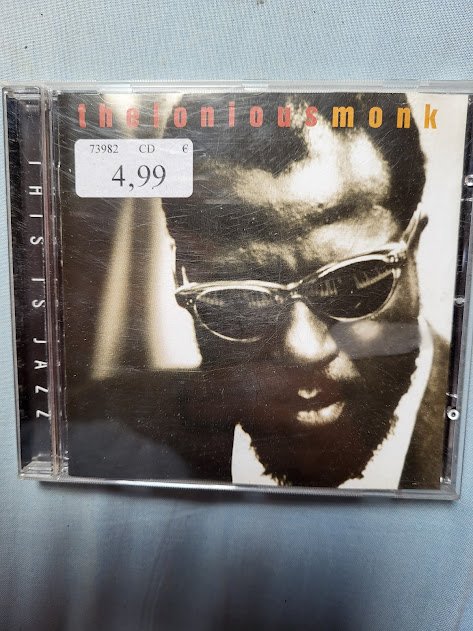 theloniousmonk
73982 CD €
4,99
THIS IS JAZZ